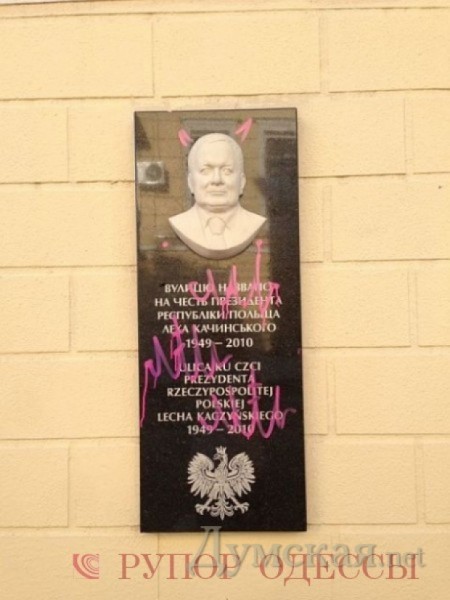 ВУЛИЦЮ НАЗВАНО
НА ЧЕСТЬ ПРЕЗИДЕНТА
РЕСПУБЛІКИ ПОЛЬЩА
ЛЕХА КАЧИНСЬКОГО
1949 – 2010
ULICA KU CZCI
PREZYDENTA
RZECZYPOSPOLITEJ
POLSKIEJ
LECHA KACZYŃSKIEGO
1949 – 2010
Думская.net
РУПОР ОДЕССЫ